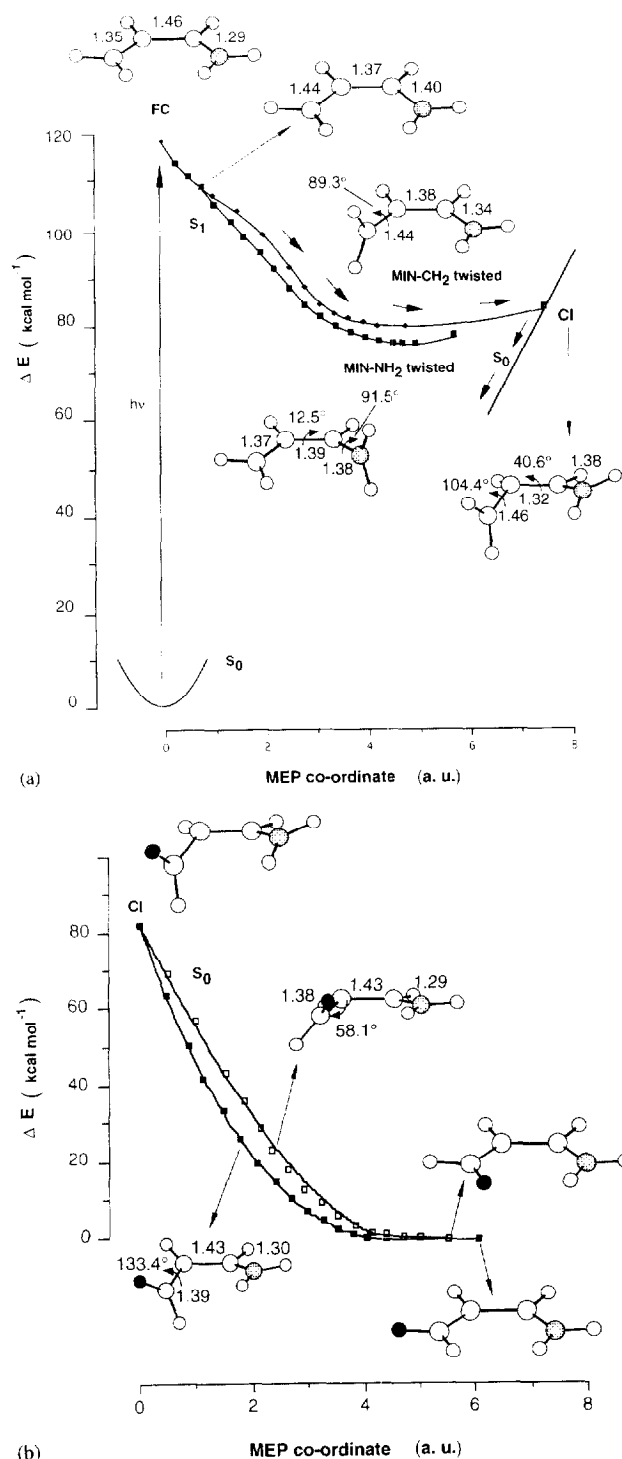 1.35
1.46
1.29
FC
1.44
1.37
1.40
120
100
80
60
40
20
0
Δ E ( kcal mol⁻¹ )
hν
S₁
89.3°
1.38
1.34
1.44
MIN-CH₂ twisted
CI
S₀
MIN-NH₂ twisted
91.5°
12.5°
1.37
1.39
1.38
40.6°
1.38
104.4°
1.32
1.46
S₀
0 2 4 6 8
MEP co-ordinate (a. u.)
(a)
CI
80
60
40
20
0
Δ E ( kcal mol⁻¹ )
S₀
1.38
1.43
1.29
58.1°
133.4°
1.43
1.30
1.39
0 2 4 6 8
MEP co-ordinate (a. u.)
(b)